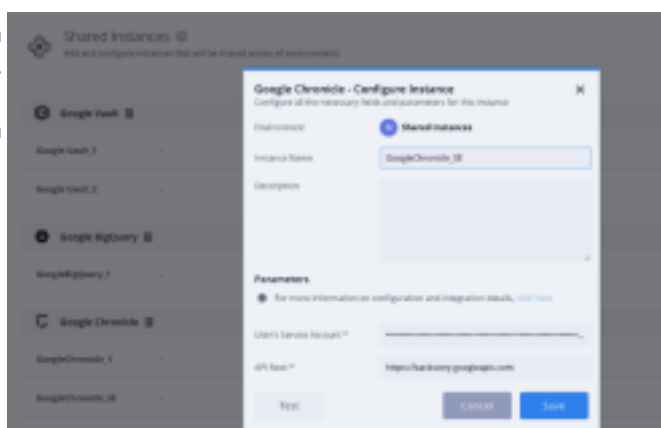 Shared Instances
Add and configure instances that will be shared across all environments
Google Vault
Google Vault_1
Google Vault_2
Google BigQuery
GoogleBigQuery_1
Google Chronicle
GoogleChronicle_1
Google Chronicle - Configure Instance
Configure all the necessary fields and parameters for this instance
Environment
Shared Instances
Instance Name
Description
Parameters
For more information on configuration and integration details, click here
User's Service Account *
API Root *
https://backstory.googleapis.com
Test
Cancel
Save